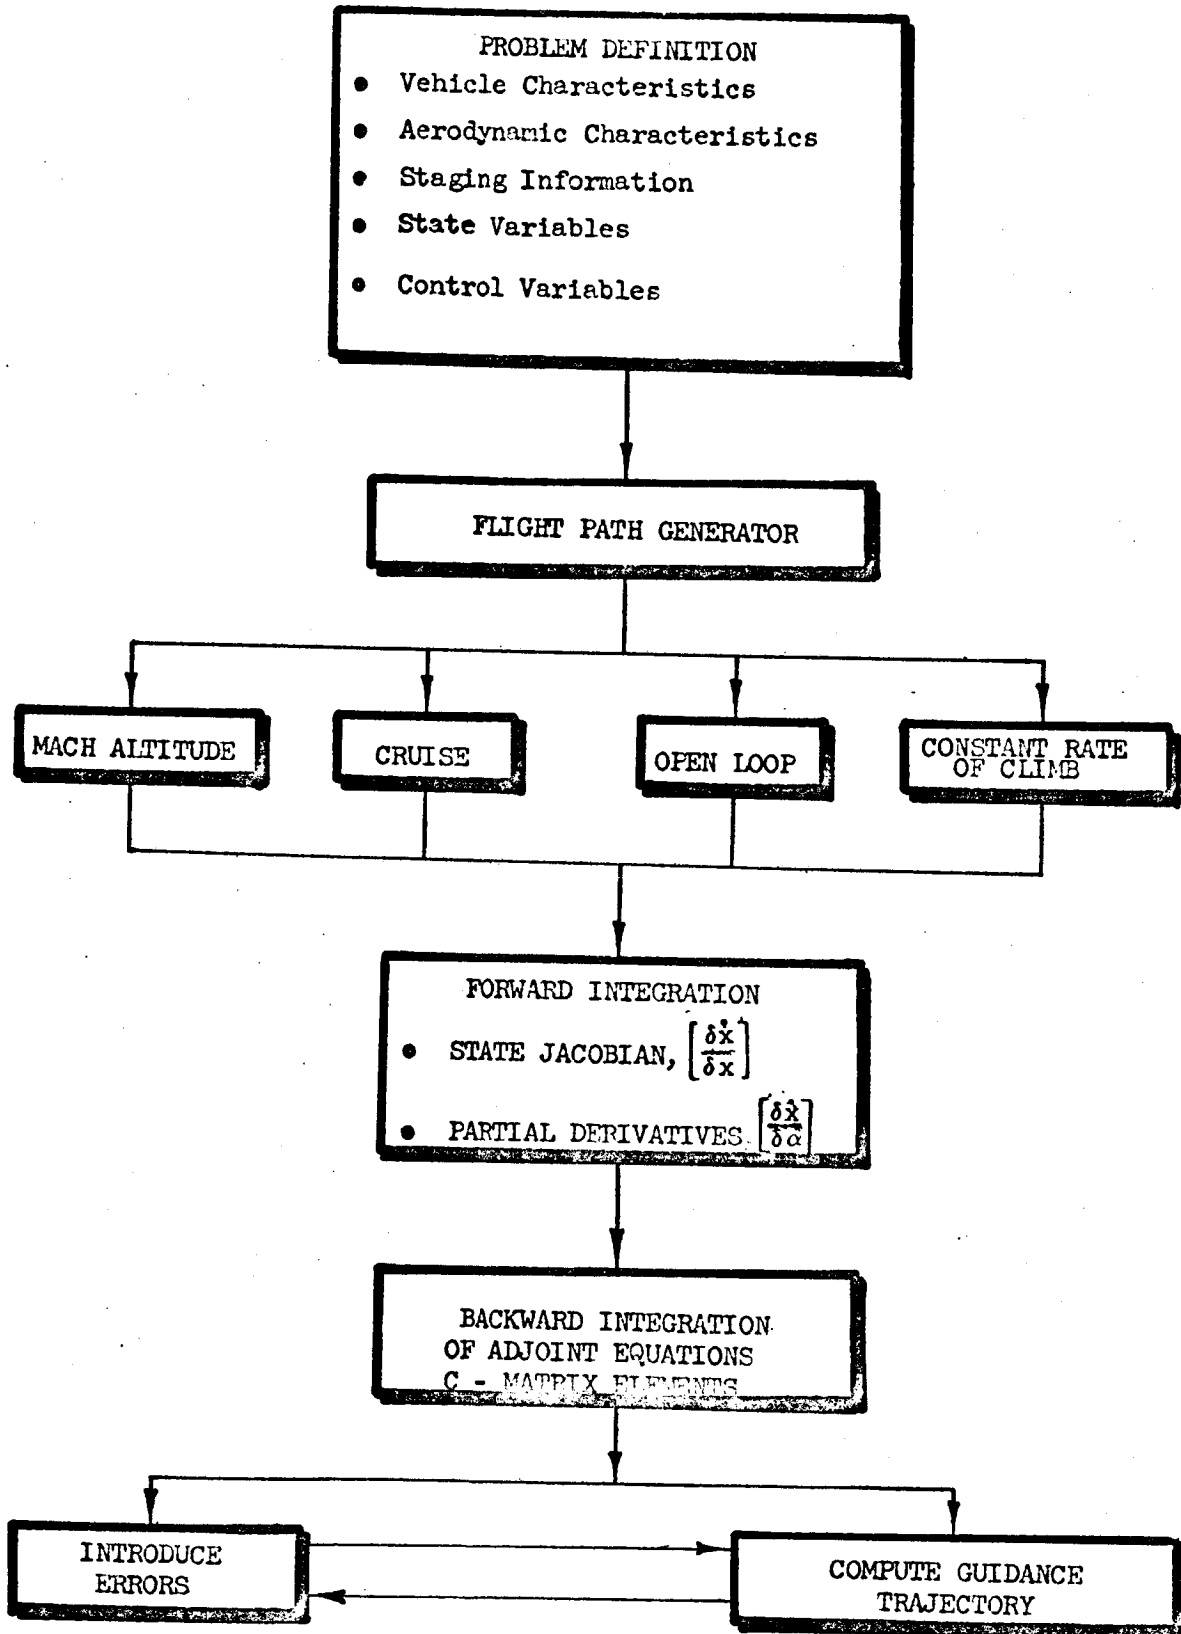 PROBLEM DEFINITION
• Vehicle Characteristics
• Aerodynamic Characteristics
• Staging Information
• State Variables
• Control Variables
FLIGHT PATH GENERATOR
MACH ALTITUDE
CRUISE
OPEN LOOP
CONSTANT RATE
OF CLIMB
FORWARD INTEGRATION
• STATE JACOBIAN, [δẋ/δx]
• PARTIAL DERIVATIVES [δẋ/δα]
BACKWARD INTEGRATION
OF ADJOINT EQUATIONS
C - MATRIX ELEMENTS
INTRODUCE
ERRORS
COMPUTE GUIDANCE
TRAJECTORY